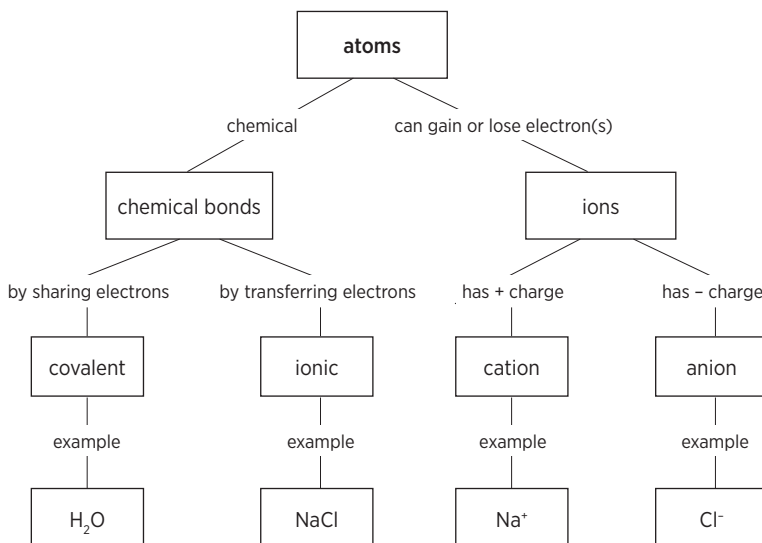 atoms
chemical
can gain or lose electron(s)
chemical bonds
ions
by sharing electrons
by transferring electrons
has + charge
has – charge
covalent
ionic
cation
anion
example
example
example
example
H₂O
NaCl
Na⁺
Cl⁻